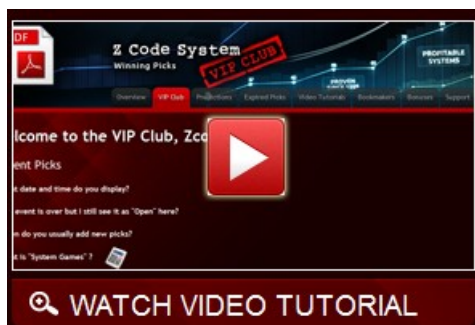 DF
Z Code System
Winning Picks
VIP CLUB
PROFITABLE
SYSTEMS
PROVEN
Overview VIP Club Predictions Expired Picks Video Tutorials Bookmakers Bonuses Support
lcome to the VIP Club, Zco
ent Picks
t date and time do you display?
event is over but I still see it as "Open" here?
n do you usually add new picks?
t is "System Games" ?
WATCH VIDEO TUTORIAL